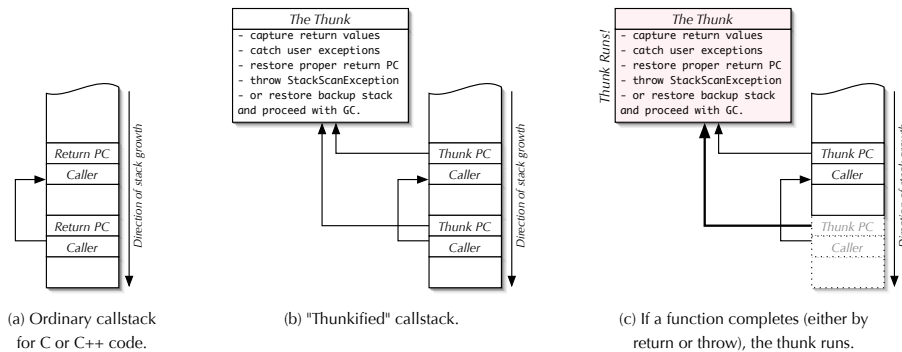 Return PC
Caller
Return PC
Caller
Direction of stack growth
(a) Ordinary callstack
for C or C++ code.
The Thunk
- capture return values
- catch user exceptions
- restore proper return PC
- throw StackScanException
- or restore backup stack
and proceed with GC.
Thunk PC
Caller
Thunk PC
Caller
Direction of stack growth
(b) "Thunkified" callstack.
Thunk Runs!
The Thunk
- capture return values
- catch user exceptions
- restore proper return PC
- throw StackScanException
- or restore backup stack
and proceed with GC.
Thunk PC
Caller
Thunk PC
Caller
Direction of stack growth
(c) If a function completes (either by
return or throw), the thunk runs.